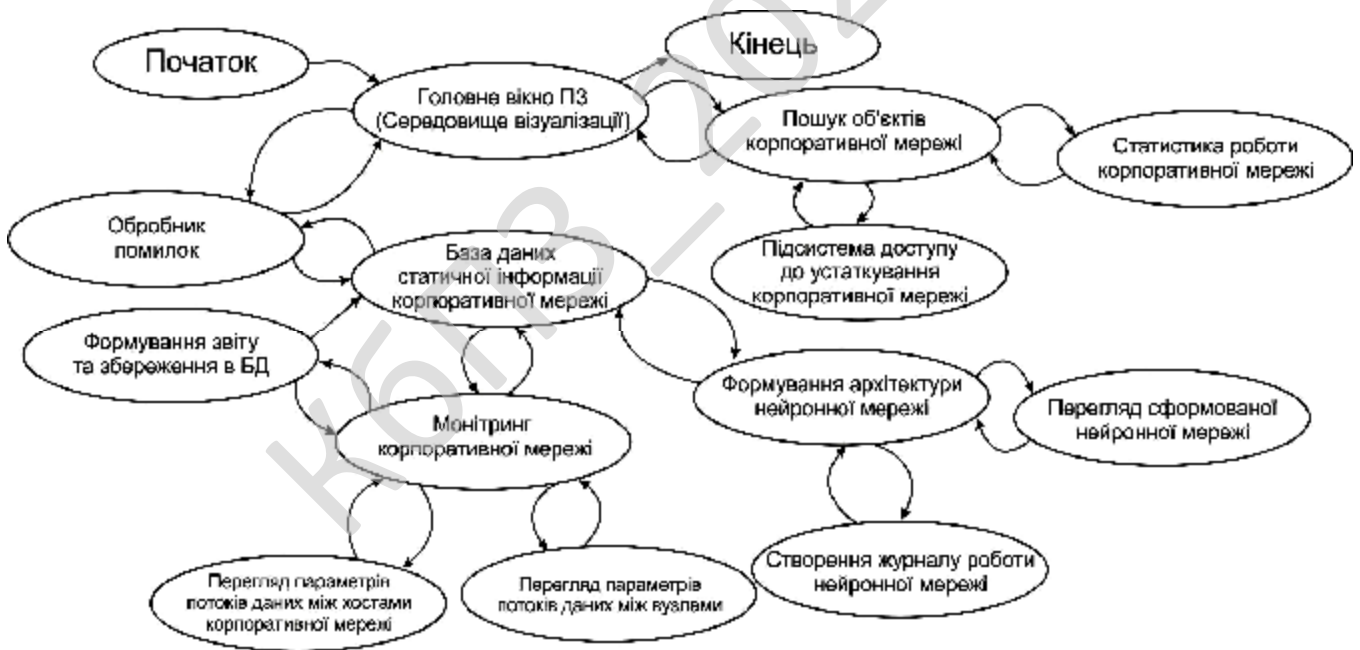 Початок
Кінець
Головне вікно ПЗ
(Середовище візуалізації)
Пошук об'єктів
корпоративної мережі
Статистика роботи
корпоративної мережі
Обробник
помилок
База даних
статичної інформації
корпоративної мережі
Підсистема доступу
до устаткування
корпоративної мережі
Формування звіту
та збереження в БД
Формування архітектури
нейронної мережі
Перегляд сформованої
нейронної мережі
Монітринг
корпоративної мережі
Створення журналу роботи
нейронної мережі
Перегляд параметрів
потоків даних між хостами
корпоративної мережі
Перегляд параметрів
потоків даних між вузлами